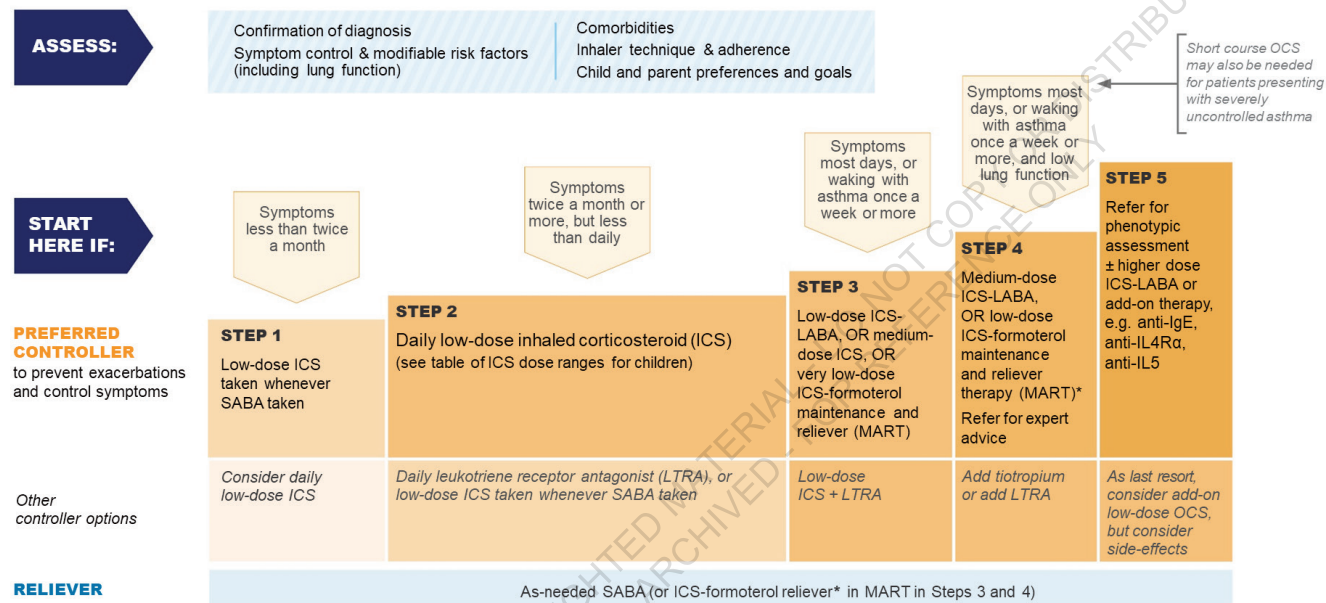 ASSESS:
Confirmation of diagnosis
Symptom control & modifiable risk factors
(including lung function)
Comorbidities
Inhaler technique & adherence
Child and parent preferences and goals
Short course OCS
may also be needed
for patients presenting
with severely
uncontrolled asthma
START
HERE IF:
Symptoms
less than twice
a month
Symptoms
twice a month or
more, but less
than daily
Symptoms
most days, or
waking with
asthma once a
week or more
Symptoms most
days, or waking
with asthma
once a week or
more, and low
lung function
PREFERRED
CONTROLLER
to prevent exacerbations
and control symptoms
STEP 1
Low-dose ICS
taken whenever
SABA taken
STEP 2
Daily low-dose inhaled corticosteroid (ICS)
(see table of ICS dose ranges for children)
STEP 3
Low-dose ICS-
LABA, OR medium-
dose ICS, OR
very low-dose
ICS-formoterol
maintenance and
reliever (MART)
STEP 4
Medium-dose
ICS-LABA,
OR low-dose
ICS-formoterol
maintenance
and reliever
therapy (MART)*
Refer for expert
advice
STEP 5
Refer for
phenotypic
assessment
± higher dose
ICS-LABA or
add-on therapy,
e.g. anti-IgE,
anti-IL4Rα,
anti-IL5
Other
controller options
Consider daily
low-dose ICS
Daily leukotriene receptor antagonist (LTRA), or
low-dose ICS taken whenever SABA taken
Low-dose
ICS + LTRA
Add tiotropium
or add LTRA
As last resort,
consider add-on
low-dose OCS,
but consider
side-effects
RELIEVER
As-needed SABA (or ICS-formoterol reliever* in MART in Steps 3 and 4)
MATERIAL - DO NOT COPY OR
ARCHIVED - FOR REFERENCE ONLY